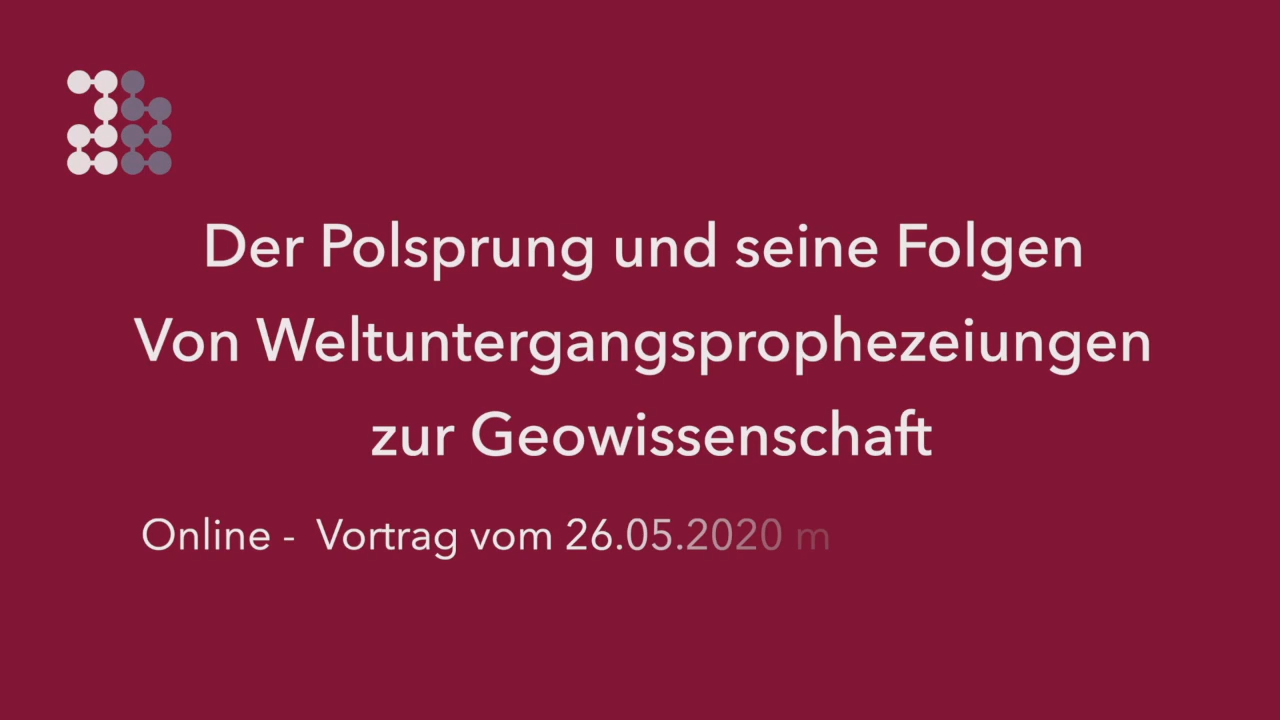 Der Polsprung und seine Folgen
Von Weltuntergangsprophezeiungen
zur Geowissenschaft
Online - Vortrag vom 26.05.2020 m